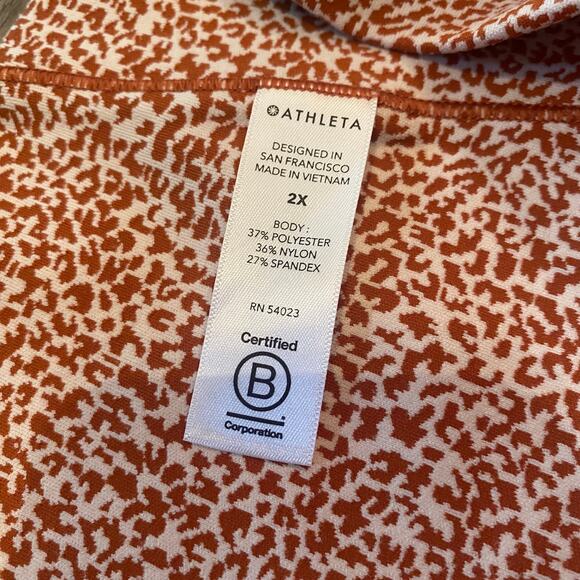 ATHLETA
DESIGNED IN
SAN FRANCISCO
MADE IN VIETNAM
2X
BODY :
37% POLYESTER
36% NYLON
27% SPANDEX
RN 54023
Certified
B
Corporation